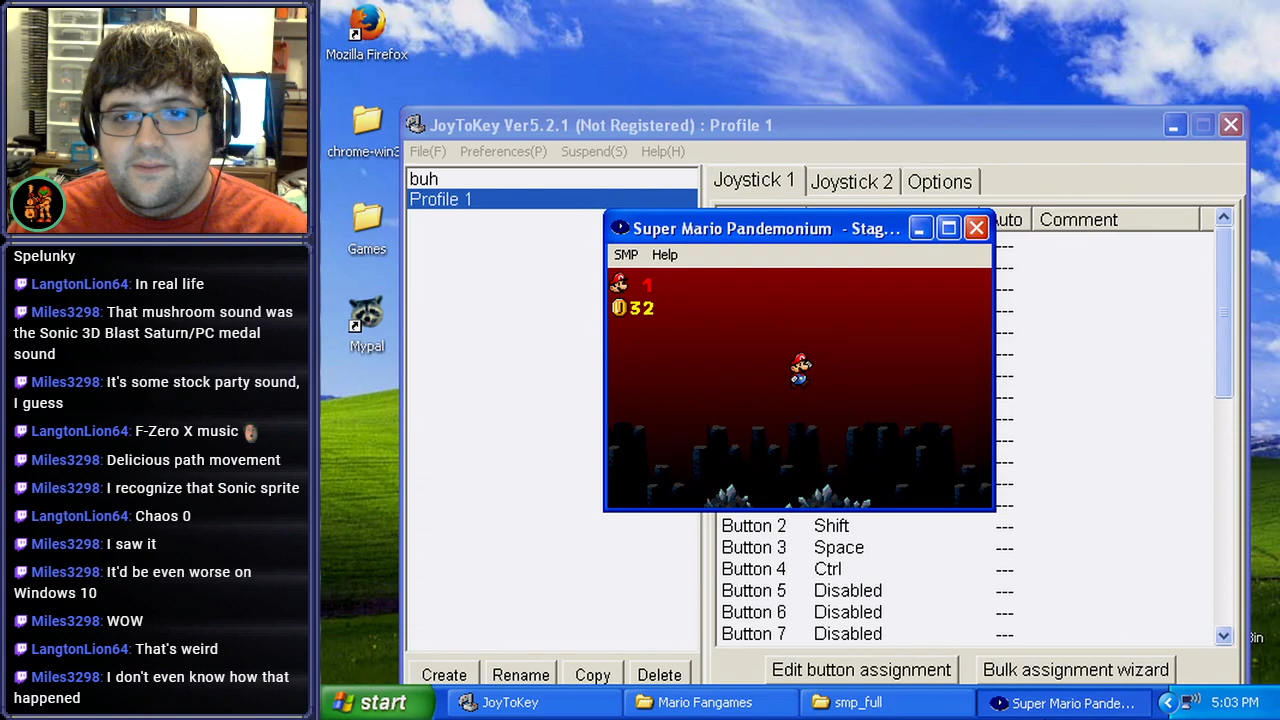 Spelunky
LangtonLion64: In real life
Miles3298: That mushroom sound was
the Sonic 3D Blast Saturn/PC medal
sound
Miles3298: It's some stock party sound,
I guess
LangtonLion64: F-Zero X music
Miles3298: Delicious path movement
Miles3298: I recognize that Sonic sprite
LangtonLion64: Chaos 0
Miles3298: I saw it
Miles3298: It'd be even worse on
Windows 10
Miles3298: WOW
LangtonLion64: That's weird
Miles3298: I don't even know how that
happened
Mozilla Firefox
chrome-win3
Games
Mypal
JoyToKey Ver5.2.1 (Not Registered) : Profile 1
File(F) Preferences(P) Suspend(S) Help(H)
buh
Profile 1
Joystick 1 Joystick 2 Options
Auto Comment
Super Mario Pandemonium - Stag...
SMP Help
1
32
---
---
---
---
---
---
---
---
---
---
---
---
---
Button 2 Shift ---
Button 3 Space ---
Button 4 Ctrl ---
Button 5 Disabled ---
Button 6 Disabled ---
Button 7 Disabled ---
Create Rename Copy Delete
Edit button assignment Bulk assignment wizard
Bin
start JoyToKey Mario Fangames smp_full Super Mario Pande... 5:03 PM